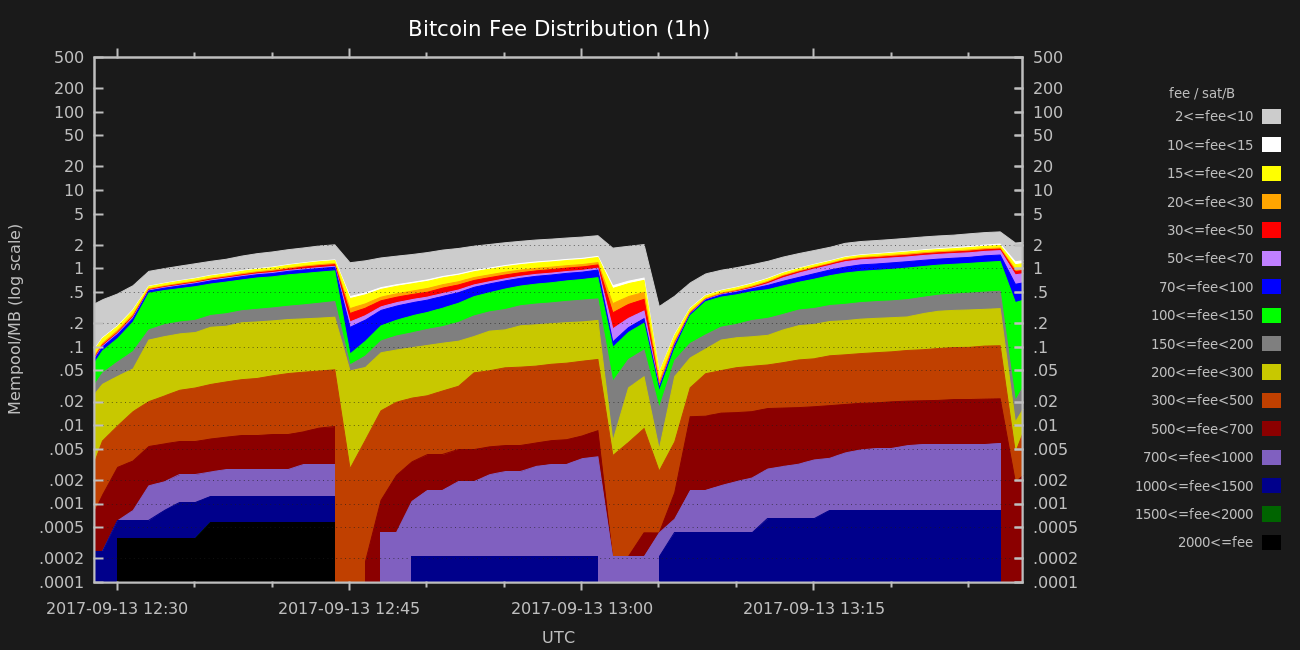 Bitcoin Fee Distribution (1h)
Mempool/MB (log scale)
500
200
100
50
20
10
5
2
1
.5
.2
.1
.05
.02
.01
.005
.002
.001
.0005
.0002
.0001
500
200
100
50
20
10
5
2
1
.5
.2
.1
.05
.02
.01
.005
.002
.001
.0005
.0002
.0001
2017-09-13 12:30 2017-09-13 12:45 2017-09-13 13:00 2017-09-13 13:15
UTC
fee / sat/B
2<=fee<10
10<=fee<15
15<=fee<20
20<=fee<30
30<=fee<50
50<=fee<70
70<=fee<100
100<=fee<150
150<=fee<200
200<=fee<300
300<=fee<500
500<=fee<700
700<=fee<1000
1000<=fee<1500
1500<=fee<2000
2000<=fee